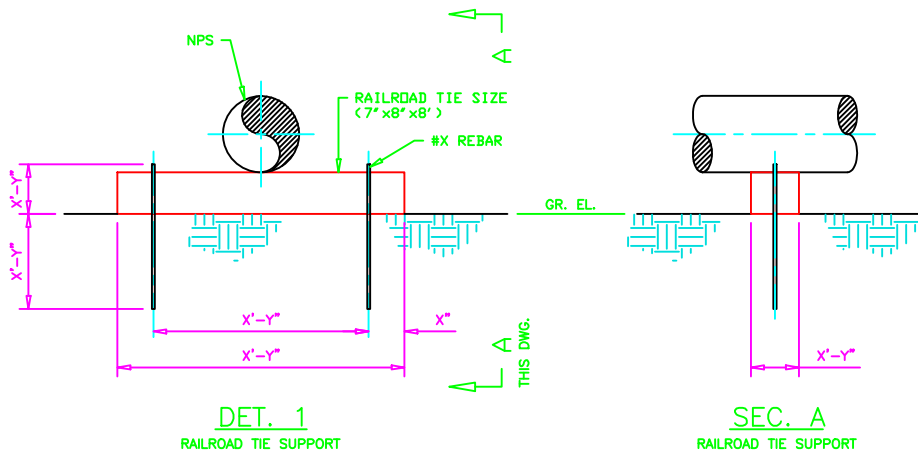 NPS
A
RAILROAD TIE SIZE
(7"x8"x8')
#X REBAR
X'-Y"
GR. EL.
X'-Y"
X'-Y"
X"
X'-Y"
A
THIS DWG.
X'-Y"
DET. 1
RAILROAD TIE SUPPORT
SEC. A
RAILROAD TIE SUPPORT